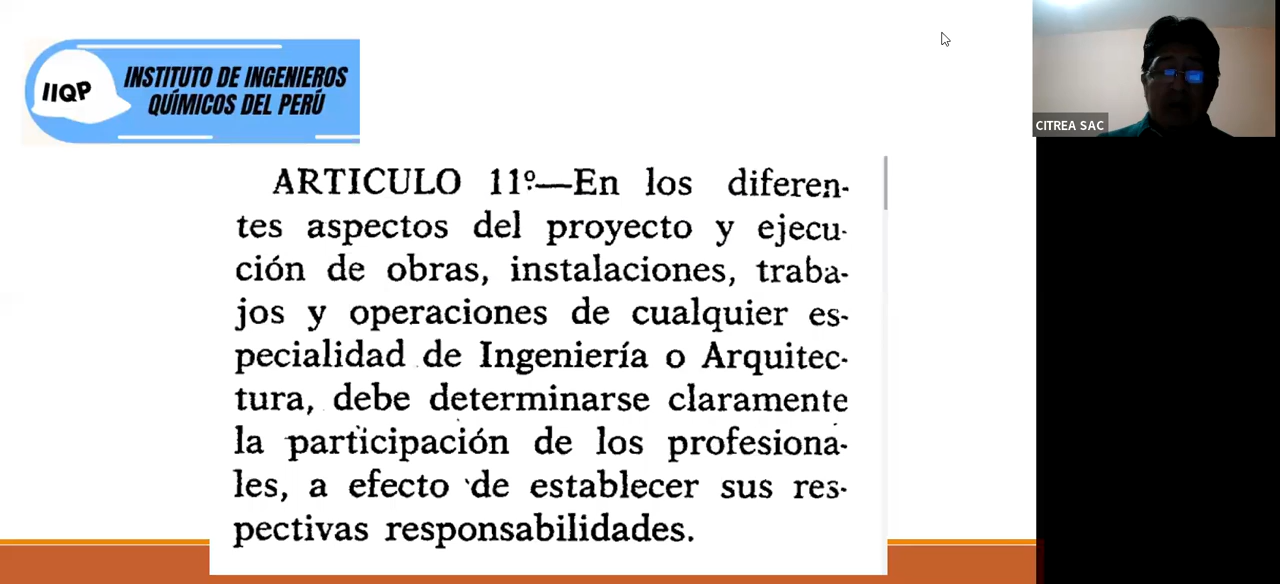 IIQP
INSTITUTO DE INGENIEROS
QUÍMICOS DEL PERÚ
CITREA SAC
ARTICULO 11º—En los diferen-
tes aspectos del proyecto y ejecu-
ción de obras, instalaciones, traba-
jos y operaciones de cualquier es-
pecialidad de Ingeniería o Arquitec-
tura, debe determinarse claramente
la participación de los profesiona-
les, a efecto de establecer sus res-
pectivas responsabilidades.